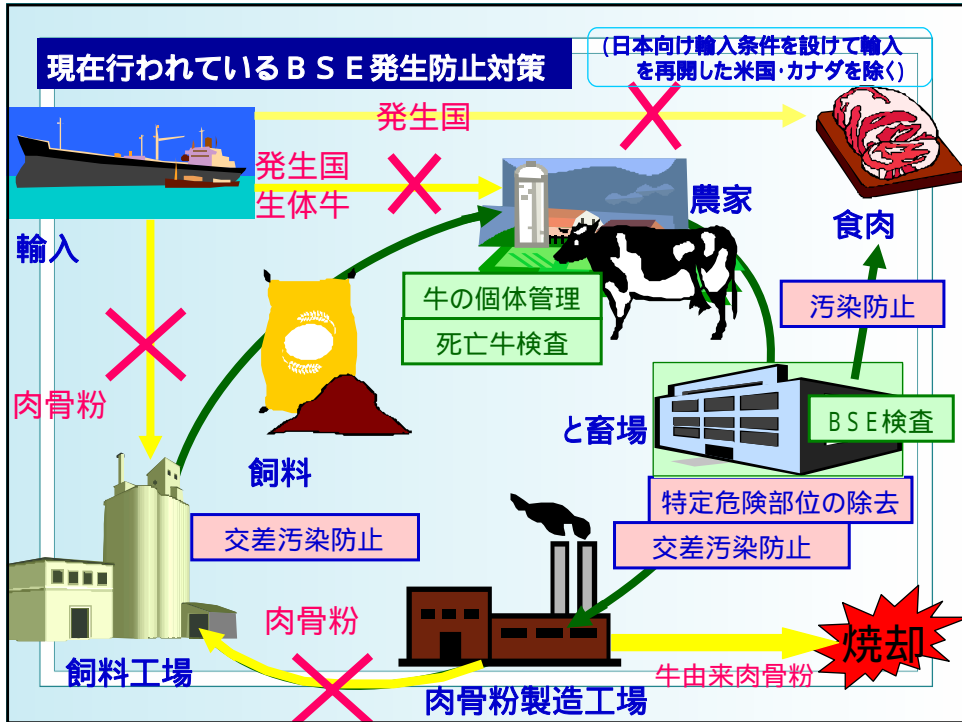 現在行われているBSE発生防止対策
(日本向け輸入条件を設けて輸入
を再開した米国・カナダを除く)
発生国
発生国
生体牛
輸入
農家
食肉
牛の個体管理
死亡牛検査
汚染防止
肉骨粉
BSE検査
と畜場
飼料
特定危険部位の除去
交差汚染防止
交差汚染防止
肉骨粉
焼却
飼料工場
牛由来肉骨粉
肉骨粉製造工場